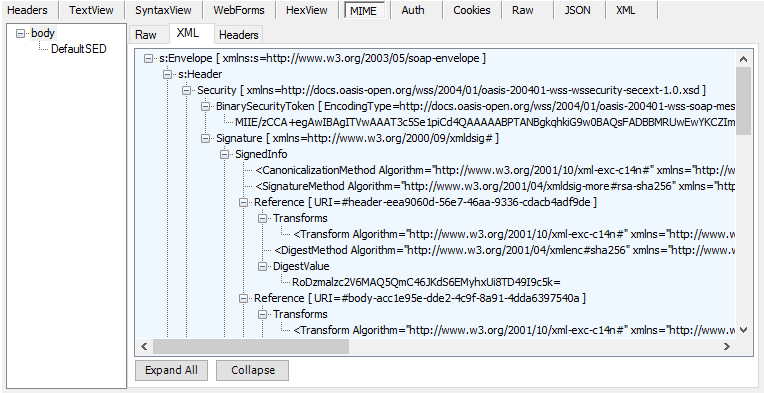 Headers TextView SyntaxView WebForms HexView MIME Auth Cookies Raw JSON XML
body
DefaultSED
Raw XML Headers
s:Envelope [ xmlns:s=http://www.w3.org/2003/05/soap-envelope ]
s:Header
Security [ xmlns=http://docs.oasis-open.org/wss/2004/01/oasis-200401-wss-wssecurity-secext-1.0.xsd ]
BinarySecurityToken [ EncodingType=http://docs.oasis-open.org/wss/2004/01/oasis-200401-wss-soap-mes
MIIE/zCCA+egAwIBAgITVwAAAT3c5Se1piCd4QAAAAABPTANBgkqhkiG9w0BAQsFADBBMRUwEwYKCZIm
Signature [ xmlns=http://www.w3.org/2000/09/xmldsig# ]
SignedInfo
<CanonicalizationMethod Algorithm="http://www.w3.org/2001/10/xml-exc-c14n#" xmlns="http
<SignatureMethod Algorithm="http://www.w3.org/2001/04/xmldsig-more#rsa-sha256" xmlns="http
Reference [ URI=#header-eea9060d-56e7-46aa-9336-cdacb4adf9de ]
Transforms
<Transform Algorithm="http://www.w3.org/2001/10/xml-exc-c14n#" xmlns="http://www.w
<DigestMethod Algorithm="http://www.w3.org/2001/04/xmlenc#sha256" xmlns="http://www.w
DigestValue
RoDzmalzc2V6MAQ5QmC46JKdS6EMyhxUi8TD49I9c5k=
Reference [ URI=#body-acc1e95e-dde2-4c9f-8a91-4dda6397540a ]
Transforms
<Transform Algorithm="http://www.w3.org/2001/10/xml-exc-c14n#" xmlns="http://www.w
Expand All Collapse